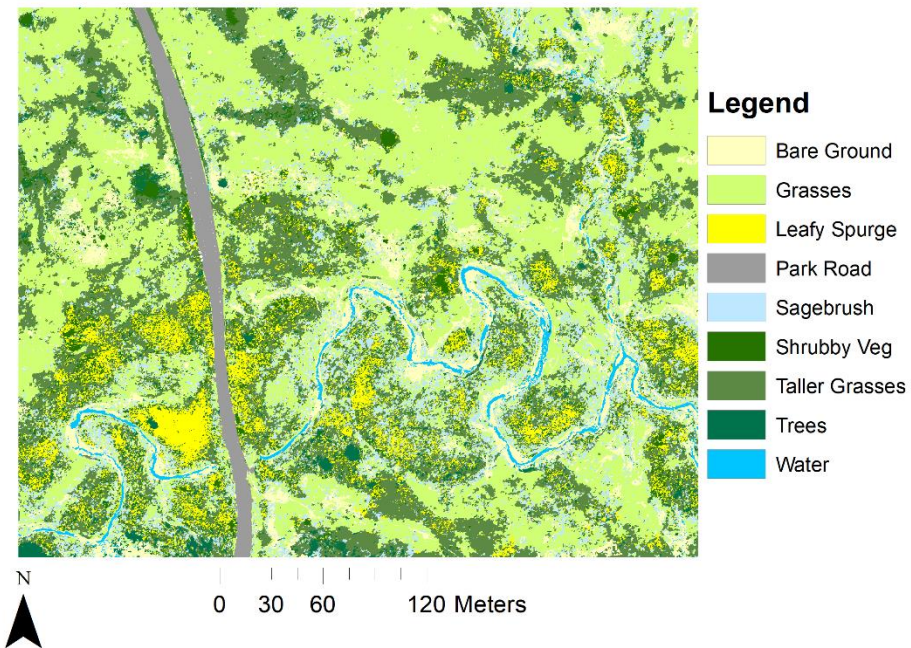 Legend
Bare Ground
Grasses
Leafy Spurge
Park Road
Sagebrush
Shrubby Veg
Taller Grasses
Trees
Water
N
0 30 60 120 Meters